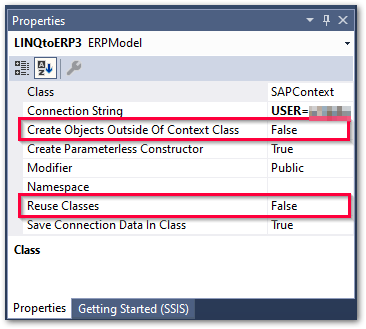 Properties
LINQtoERP3 ERPModel
Class SAPContext
Connection String USER=
Create Objects Outside Of Context Class False
Create Parameterless Constructor True
Modifier Public
Namespace
Reuse Classes False
Save Connection Data In Class True
Class
Properties Getting Started (SSIS)